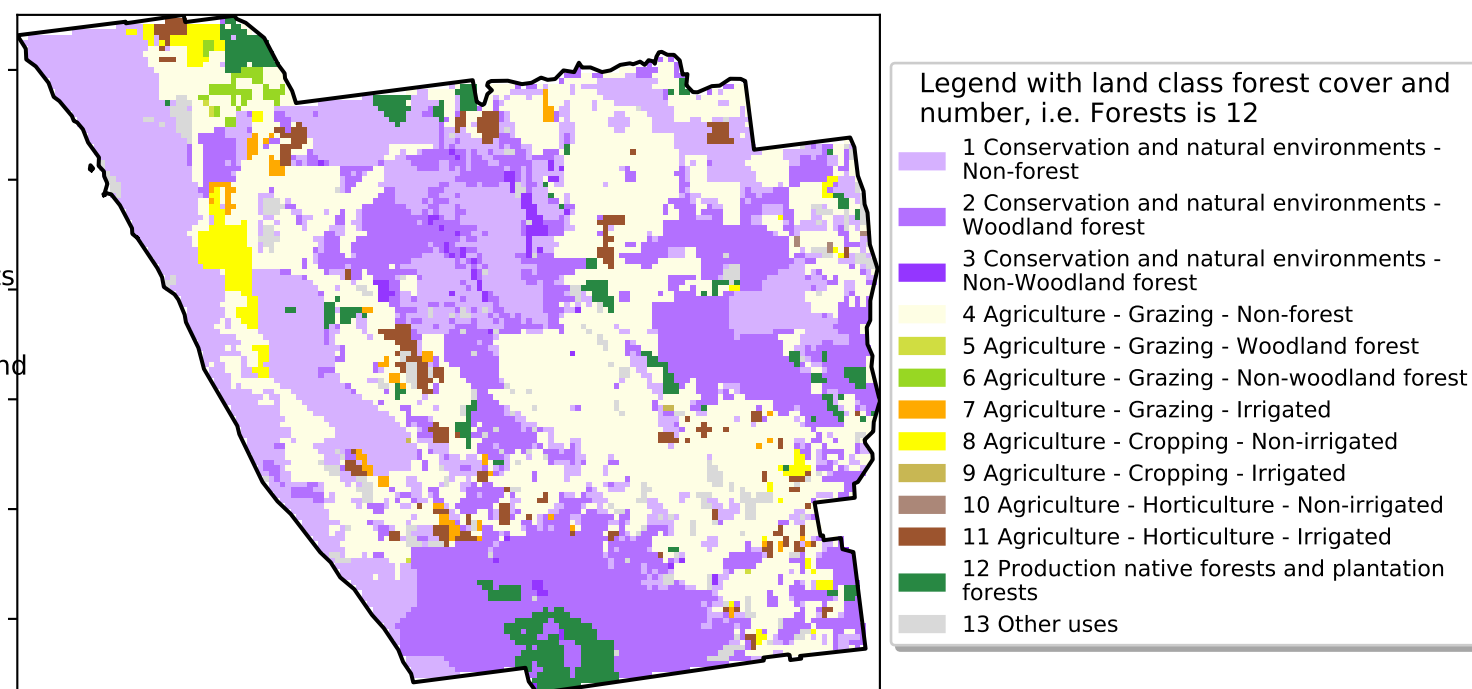 Legend with land class forest cover and
number, i.e. Forests is 12
1 Conservation and natural environments -
Non-forest
2 Conservation and natural environments -
Woodland forest
3 Conservation and natural environments -
Non-Woodland forest
4 Agriculture - Grazing - Non-forest
5 Agriculture - Grazing - Woodland forest
6 Agriculture - Grazing - Non-woodland forest
7 Agriculture - Grazing - Irrigated
8 Agriculture - Cropping - Non-irrigated
9 Agriculture - Cropping - Irrigated
10 Agriculture - Horticulture - Non-irrigated
11 Agriculture - Horticulture - Irrigated
12 Production native forests and plantation
forests
13 Other uses